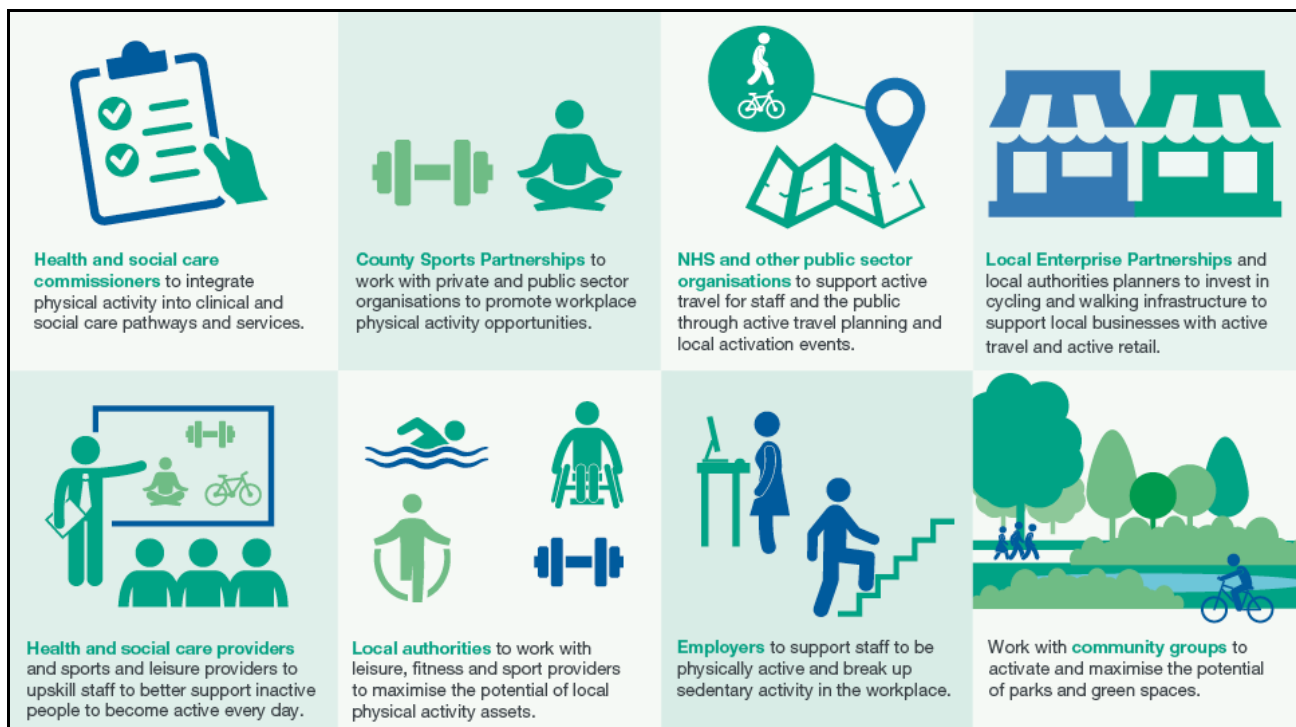 Health and social care
commissioners to integrate
physical activity into clinical and
social care pathways and services.
County Sports Partnerships to
work with private and public sector
organisations to promote workplace
physical activity opportunities.
NHS and other public sector
organisations to support active
travel for staff and the public
through active travel planning and
local activation events.
Local Enterprise Partnerships and
local authorities planners to invest in
cycling and walking infrastructure to
support local businesses with active
travel and active retail.
Health and social care providers
and sports and leisure providers to
upskill staff to better support inactive
people to become active every day.
Local authorities to work with
leisure, fitness and sport providers
to maximise the potential of local
physical activity assets.
Employers to support staff to be
physically active and break up
sedentary activity in the workplace.
Work with community groups to
activate and maximise the potential
of parks and green spaces.